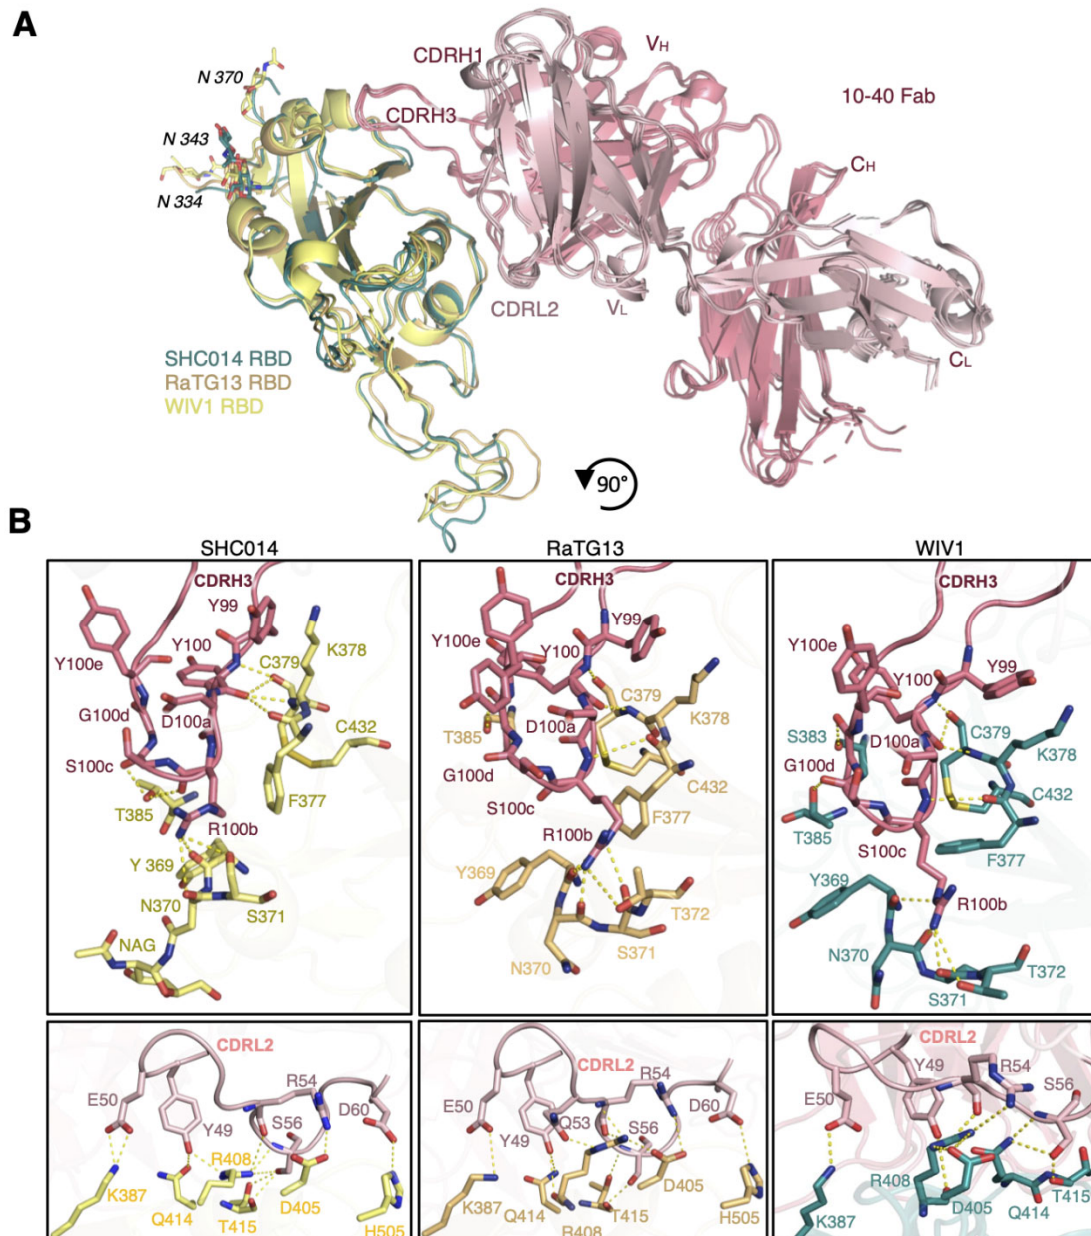 A
N 370
N 343
N 334
CDRH1
CDRH3
VH
10-40 Fab
CH
CDRL2
VL
CL
SHC014 RBD
RaTG13 RBD
WIV1 RBD
90°
B
SHC014
CDRH3
Y99
Y100
Y100e
C379
K378
G100d
D100a
C432
S100c
F377
T385
R100b
Y 369
N370
S371
NAG
RaTG13
CDRH3
Y99
Y100e
Y100
C379
K378
T385
D100a
G100d
C432
S100c
F377
R100b
Y369
T372
S371
N370
WIV1
CDRH3
Y100e
Y100
Y99
S383
D100a
C379
K378
G100d
C432
T385
F377
S100c
Y369
R100b
N370
T372
S371
CDRL2
E50
R54
D60
Y49
S56
R408
K387
Q414
T415
D405
H505
CDRL2
R54
E50
D60
Y49
Q53
S56
K387
D405
Q414
T415
H505
R408
CDRL2
Y49
R54
E50
S56
R408
T415
D405
Q414
K387